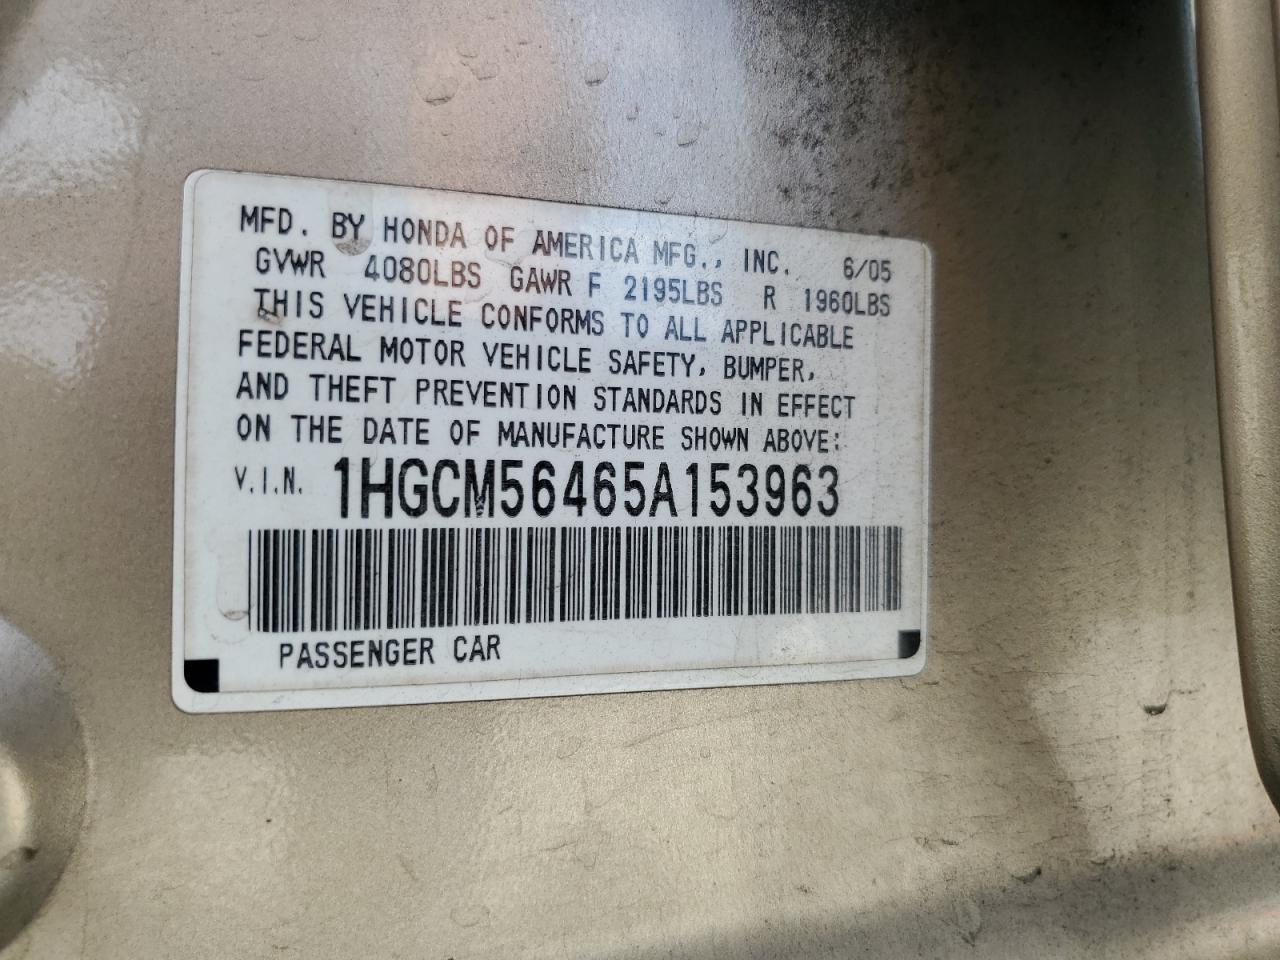 MFD. BY HONDA OF AMERICA MFG., INC. 6/05
GVWR 4080LBS GAWR F 2195LBS R 1960LBS
THIS VEHICLE CONFORMS TO ALL APPLICABLE
FEDERAL MOTOR VEHICLE SAFETY, BUMPER,
AND THEFT PREVENTION STANDARDS IN EFFECT
ON THE DATE OF MANUFACTURE SHOWN ABOVE:
V.I.N. 1HGCM56465A153963
PASSENGER CAR